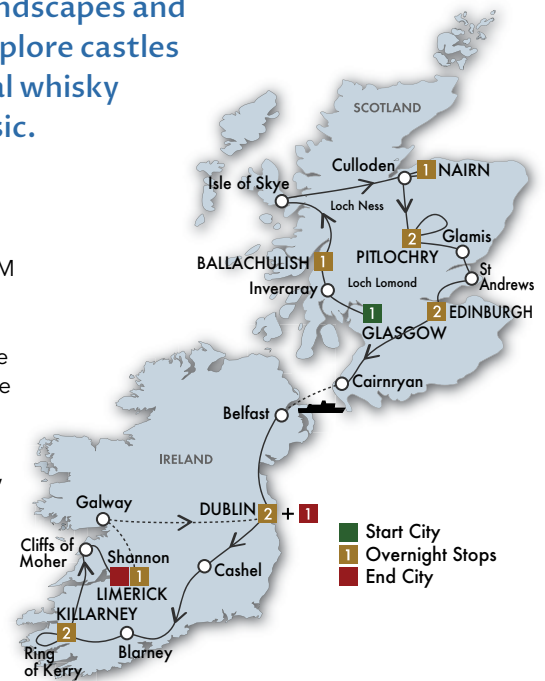 ndscapes and
plore castles
al whisky
sic.
M
e
e
y
SCOTLAND
Culloden
1 NAIRN
Isle of Skye
Loch Ness
2
PITLOCHRY
Glamis
BALLACHULISH 1
St
Andrews
Inveraray
Loch Lomond
1
GLASGOW
2 EDINBURGH
Cairnryan
Belfast
IRELAND
Galway
DUBLIN 2 + 1
Cliffs of
Moher
Shannon
1
LIMERICK
Cashel
KILLARNEY
2
Ring
of Kerry
Blarney
Start City
1 Overnight Stops
End City